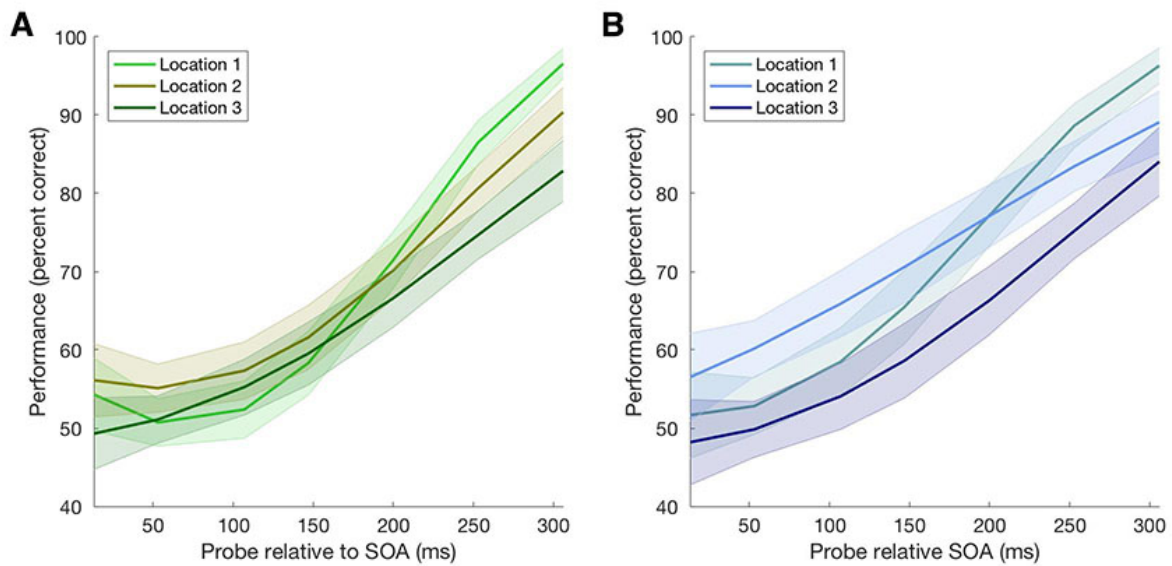 A
Performance (percent correct)
100
90
80
70
60
50
40
Location 1
Location 2
Location 3
50 100 150 200 250 300
Probe relative to SOA (ms)
B
Performance (percent correct)
100
90
80
70
60
50
40
Location 1
Location 2
Location 3
50 100 150 200 250 300
Probe relative SOA (ms)